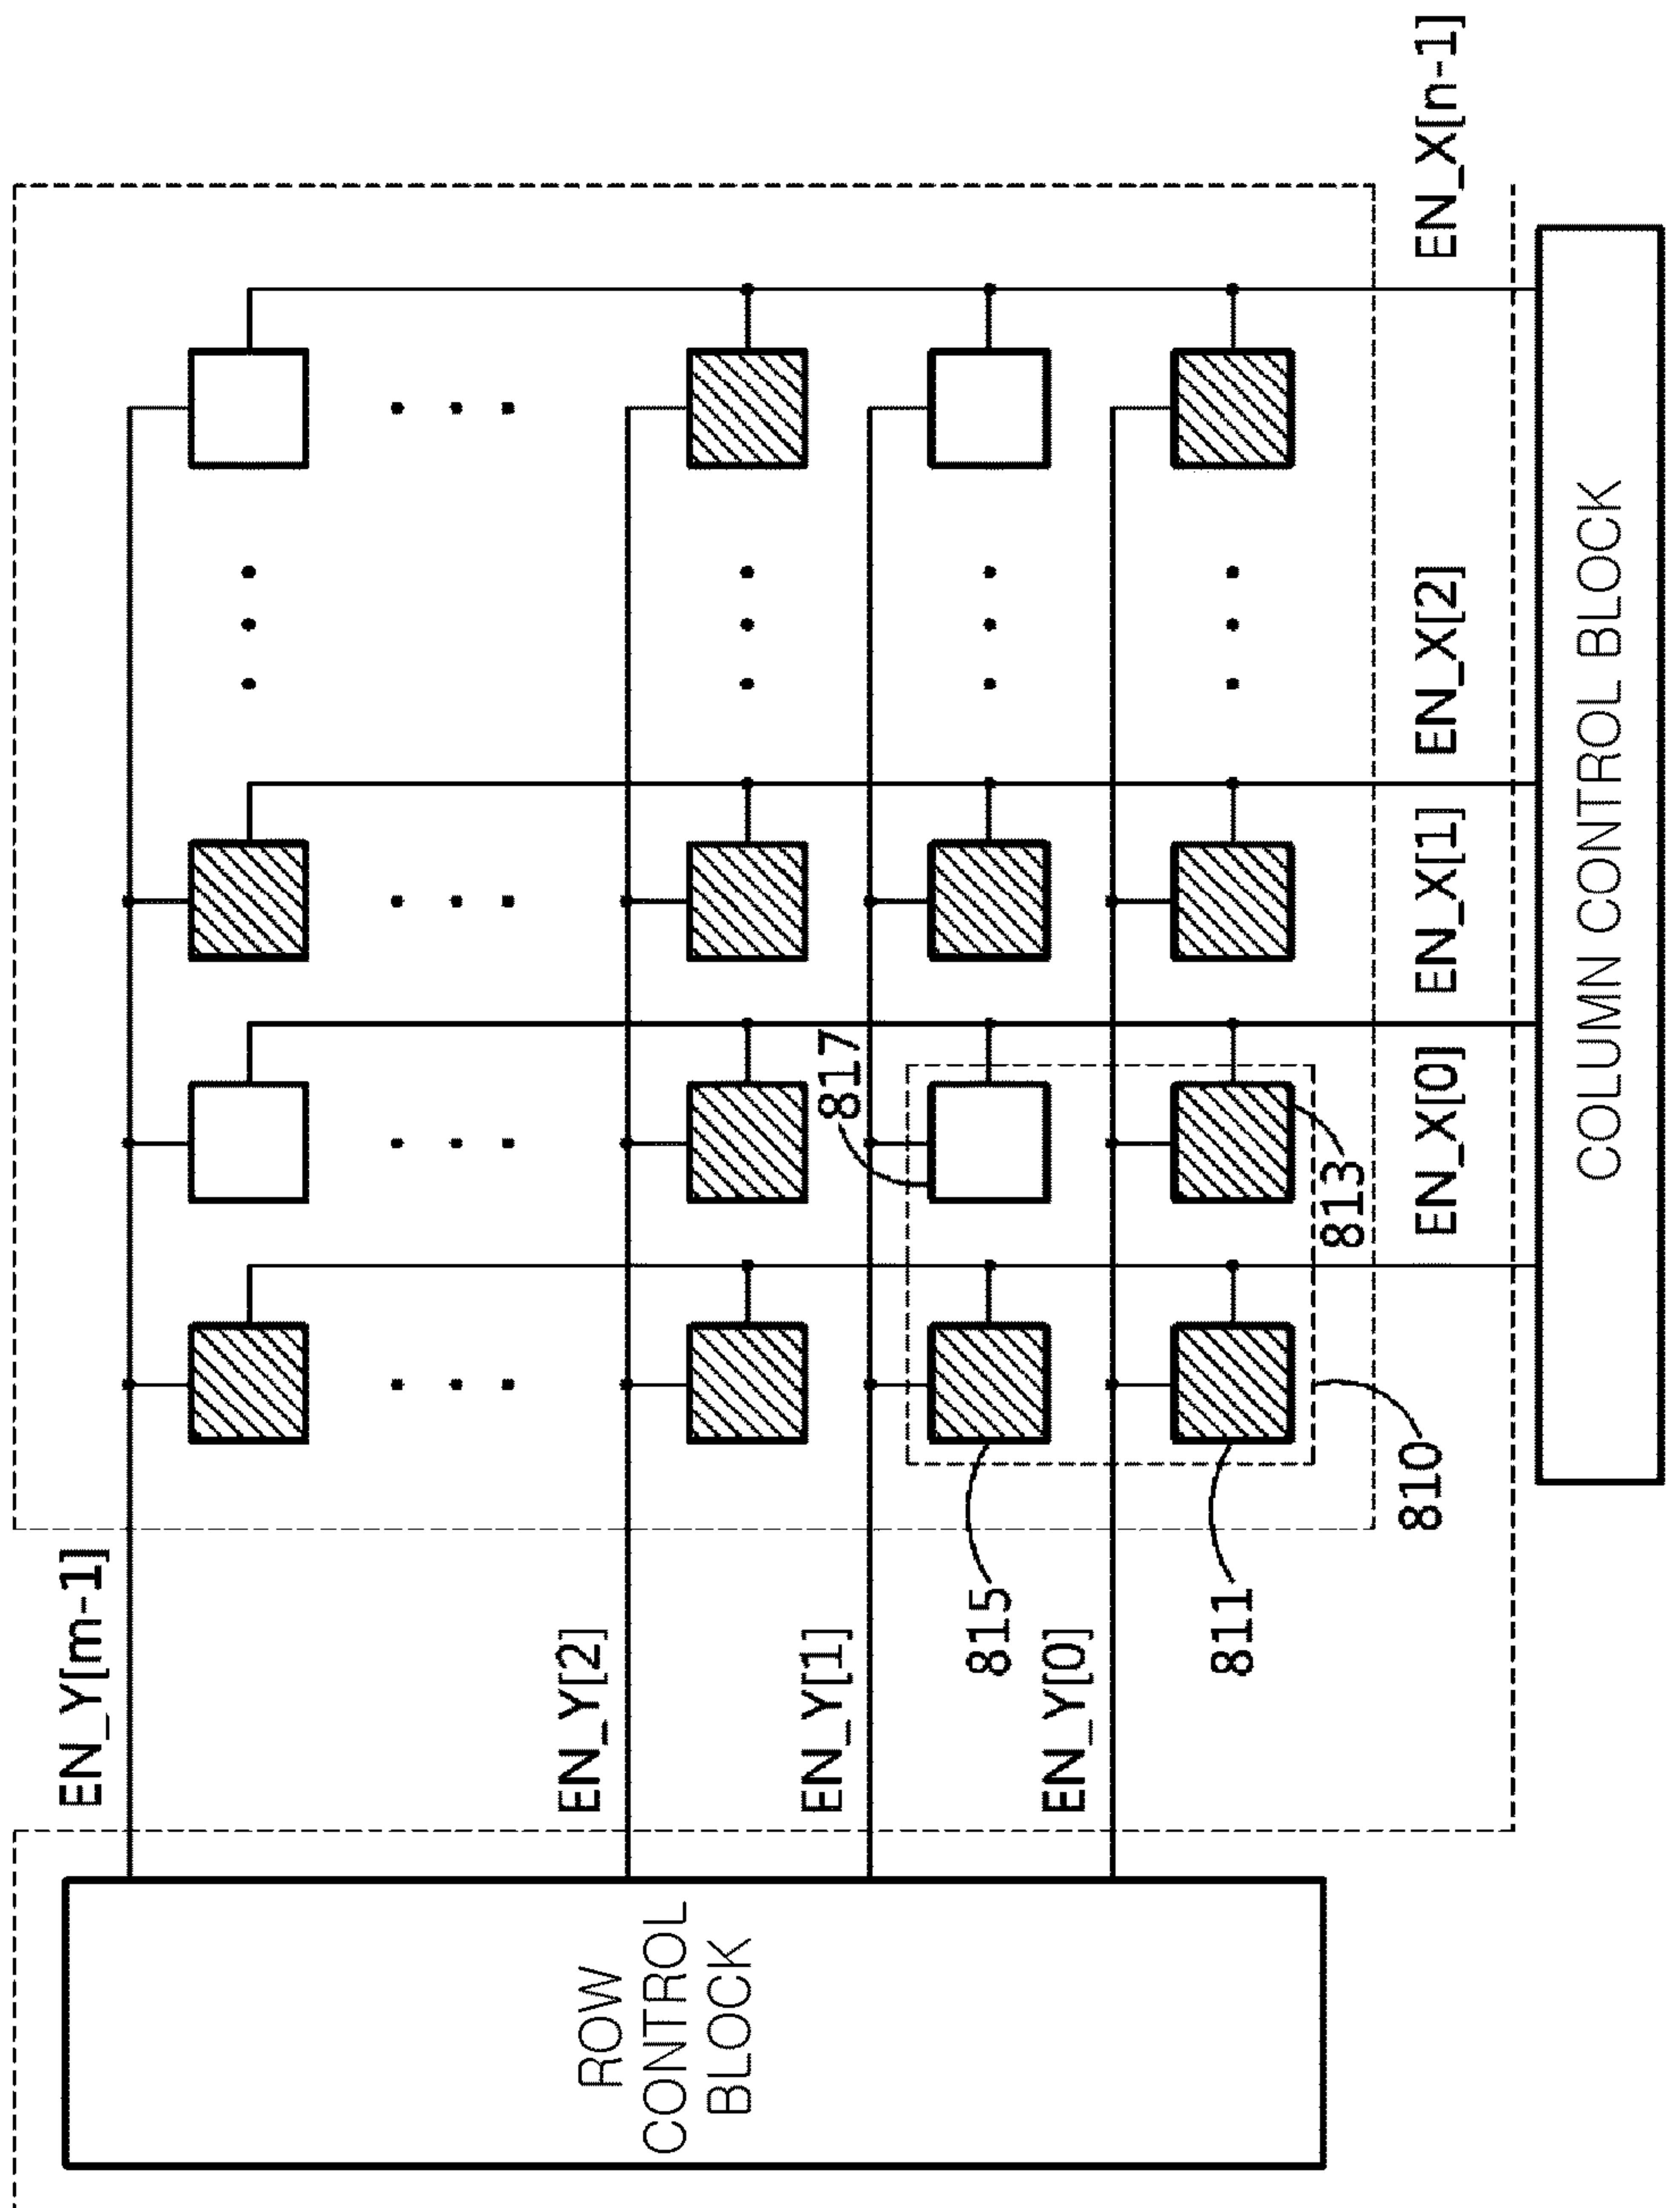 EN_Y[m-1]
EN_Y[2]
EN_Y[1]
EN_Y[0]
ROW
CONTROL
BLOCK
817
815
811
813
810
EN_X[0]
EN_X[1]
EN_X[2]
EN_X[n-1]
COLUMN CONTROL BLOCK